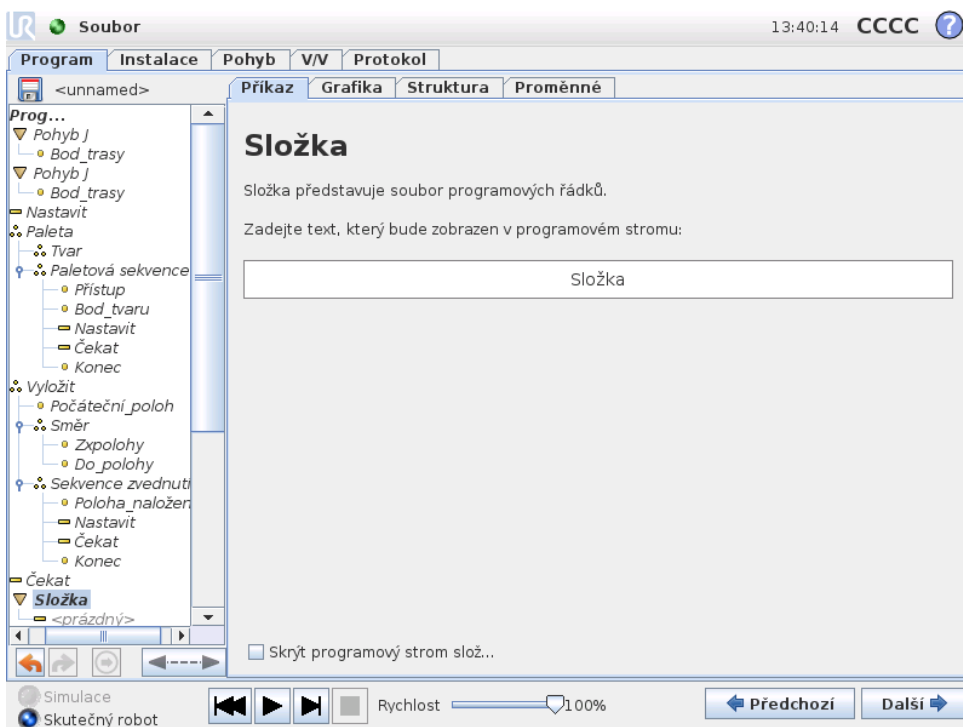 UR Soubor 13:40:14 CCCC ?
Program Instalace Pohyb V/V Protokol
<unnamed>
Příkaz Grafika Struktura Proměnné
Prog...
Pohyb J
Bod_trasy
Pohyb J
Bod_trasy
Nastavit
Paleta
Tvar
Paletová sekvence
Přístup
Bod_tvaru
Nastavit
Čekat
Konec
Vyložit
Počáteční_poloh
Směr
Zxpolohy
Do_polohy
Sekvence zvednutí
Poloha_naložen
Nastavit
Čekat
Konec
Čekat
Složka
<prázdný>
Složka
Složka představuje soubor programových řádků.
Zadejte text, který bude zobrazen v programovém stromu:
Složka
Skrýt programový strom slož...
Simulace
Skutečný robot
Rychlost 100%
Předchozí Další